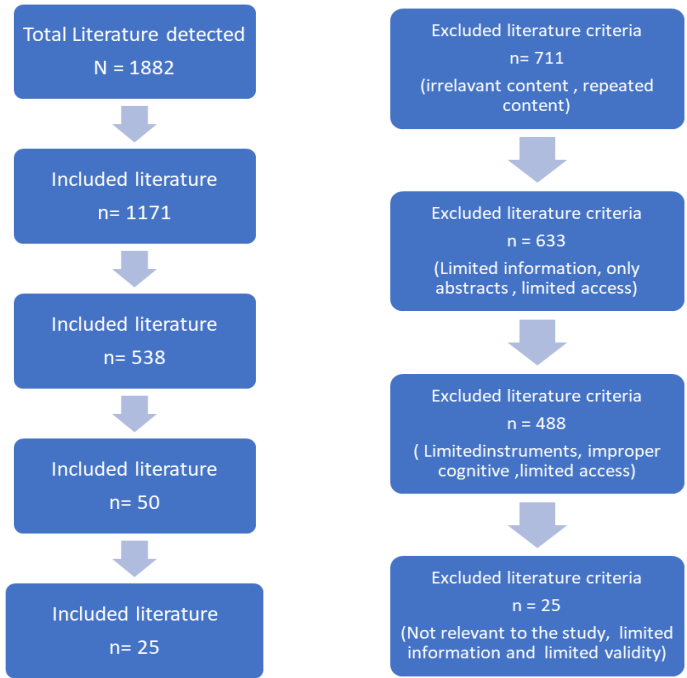 Total Literature detected
N = 1882
Included literature
n= 1171
Included literature
n= 538
Included literature
n= 50
Included literature
n= 25
Excluded literature criteria
n= 711
(irrelavant content , repeated
content)
Excluded literature criteria
n = 633
(Limited information, only
abstracts , limited access)
Excluded literature criteria
n = 488
( Limitedinstruments, improper
cognitive ,limited access)
Excluded literature criteria
n = 25
(Not relevant to the study,  limited
information and  limited validity)